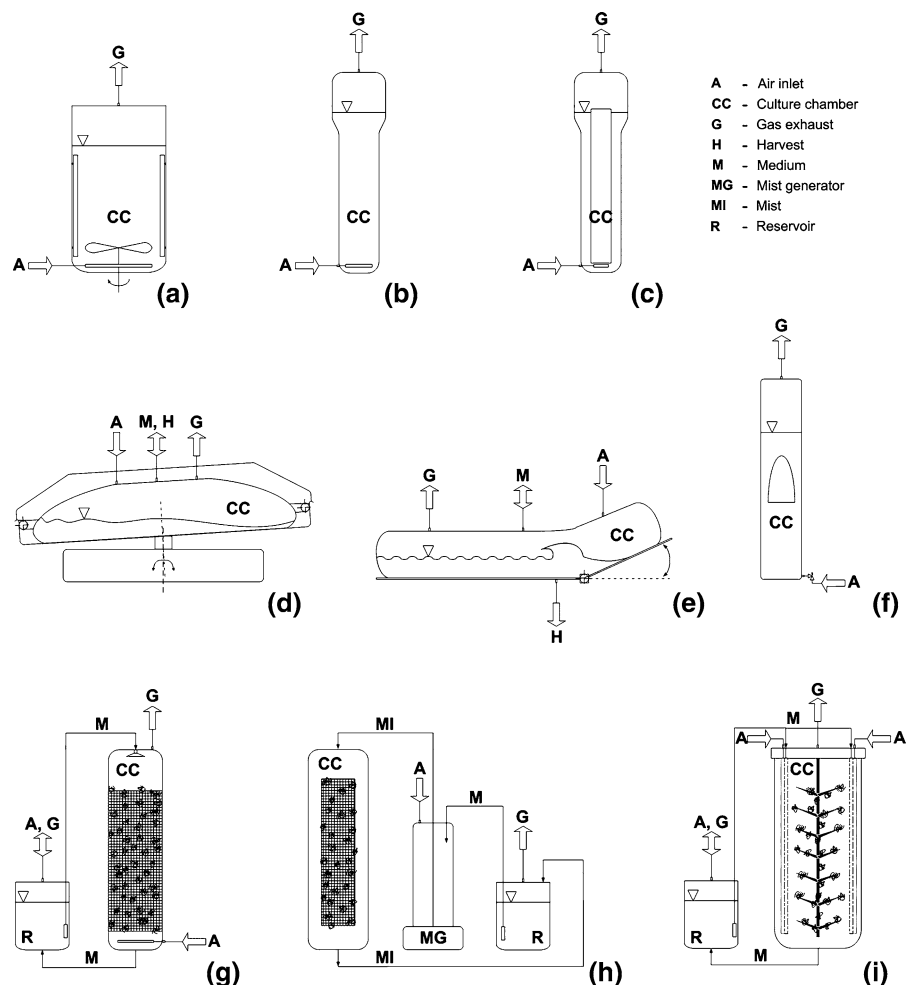 G
CC
A
(a)
G
CC
A
(b)
G
CC
A
(c)
A - Air inlet
CC - Culture chamber
G - Gas exhaust
H - Harvest
M - Medium
MG - Mist generator
MI - Mist
R - Reservoir
A M, H G
CC
(d)
G M A
CC
H
(e)
G
CC
A
(f)
G
M
CC
A, G
R
A
M
(g)
MI
CC
A
M
G
MG
R
MI
(h)
G
M
A A
CC
A, G
R
M
(i)